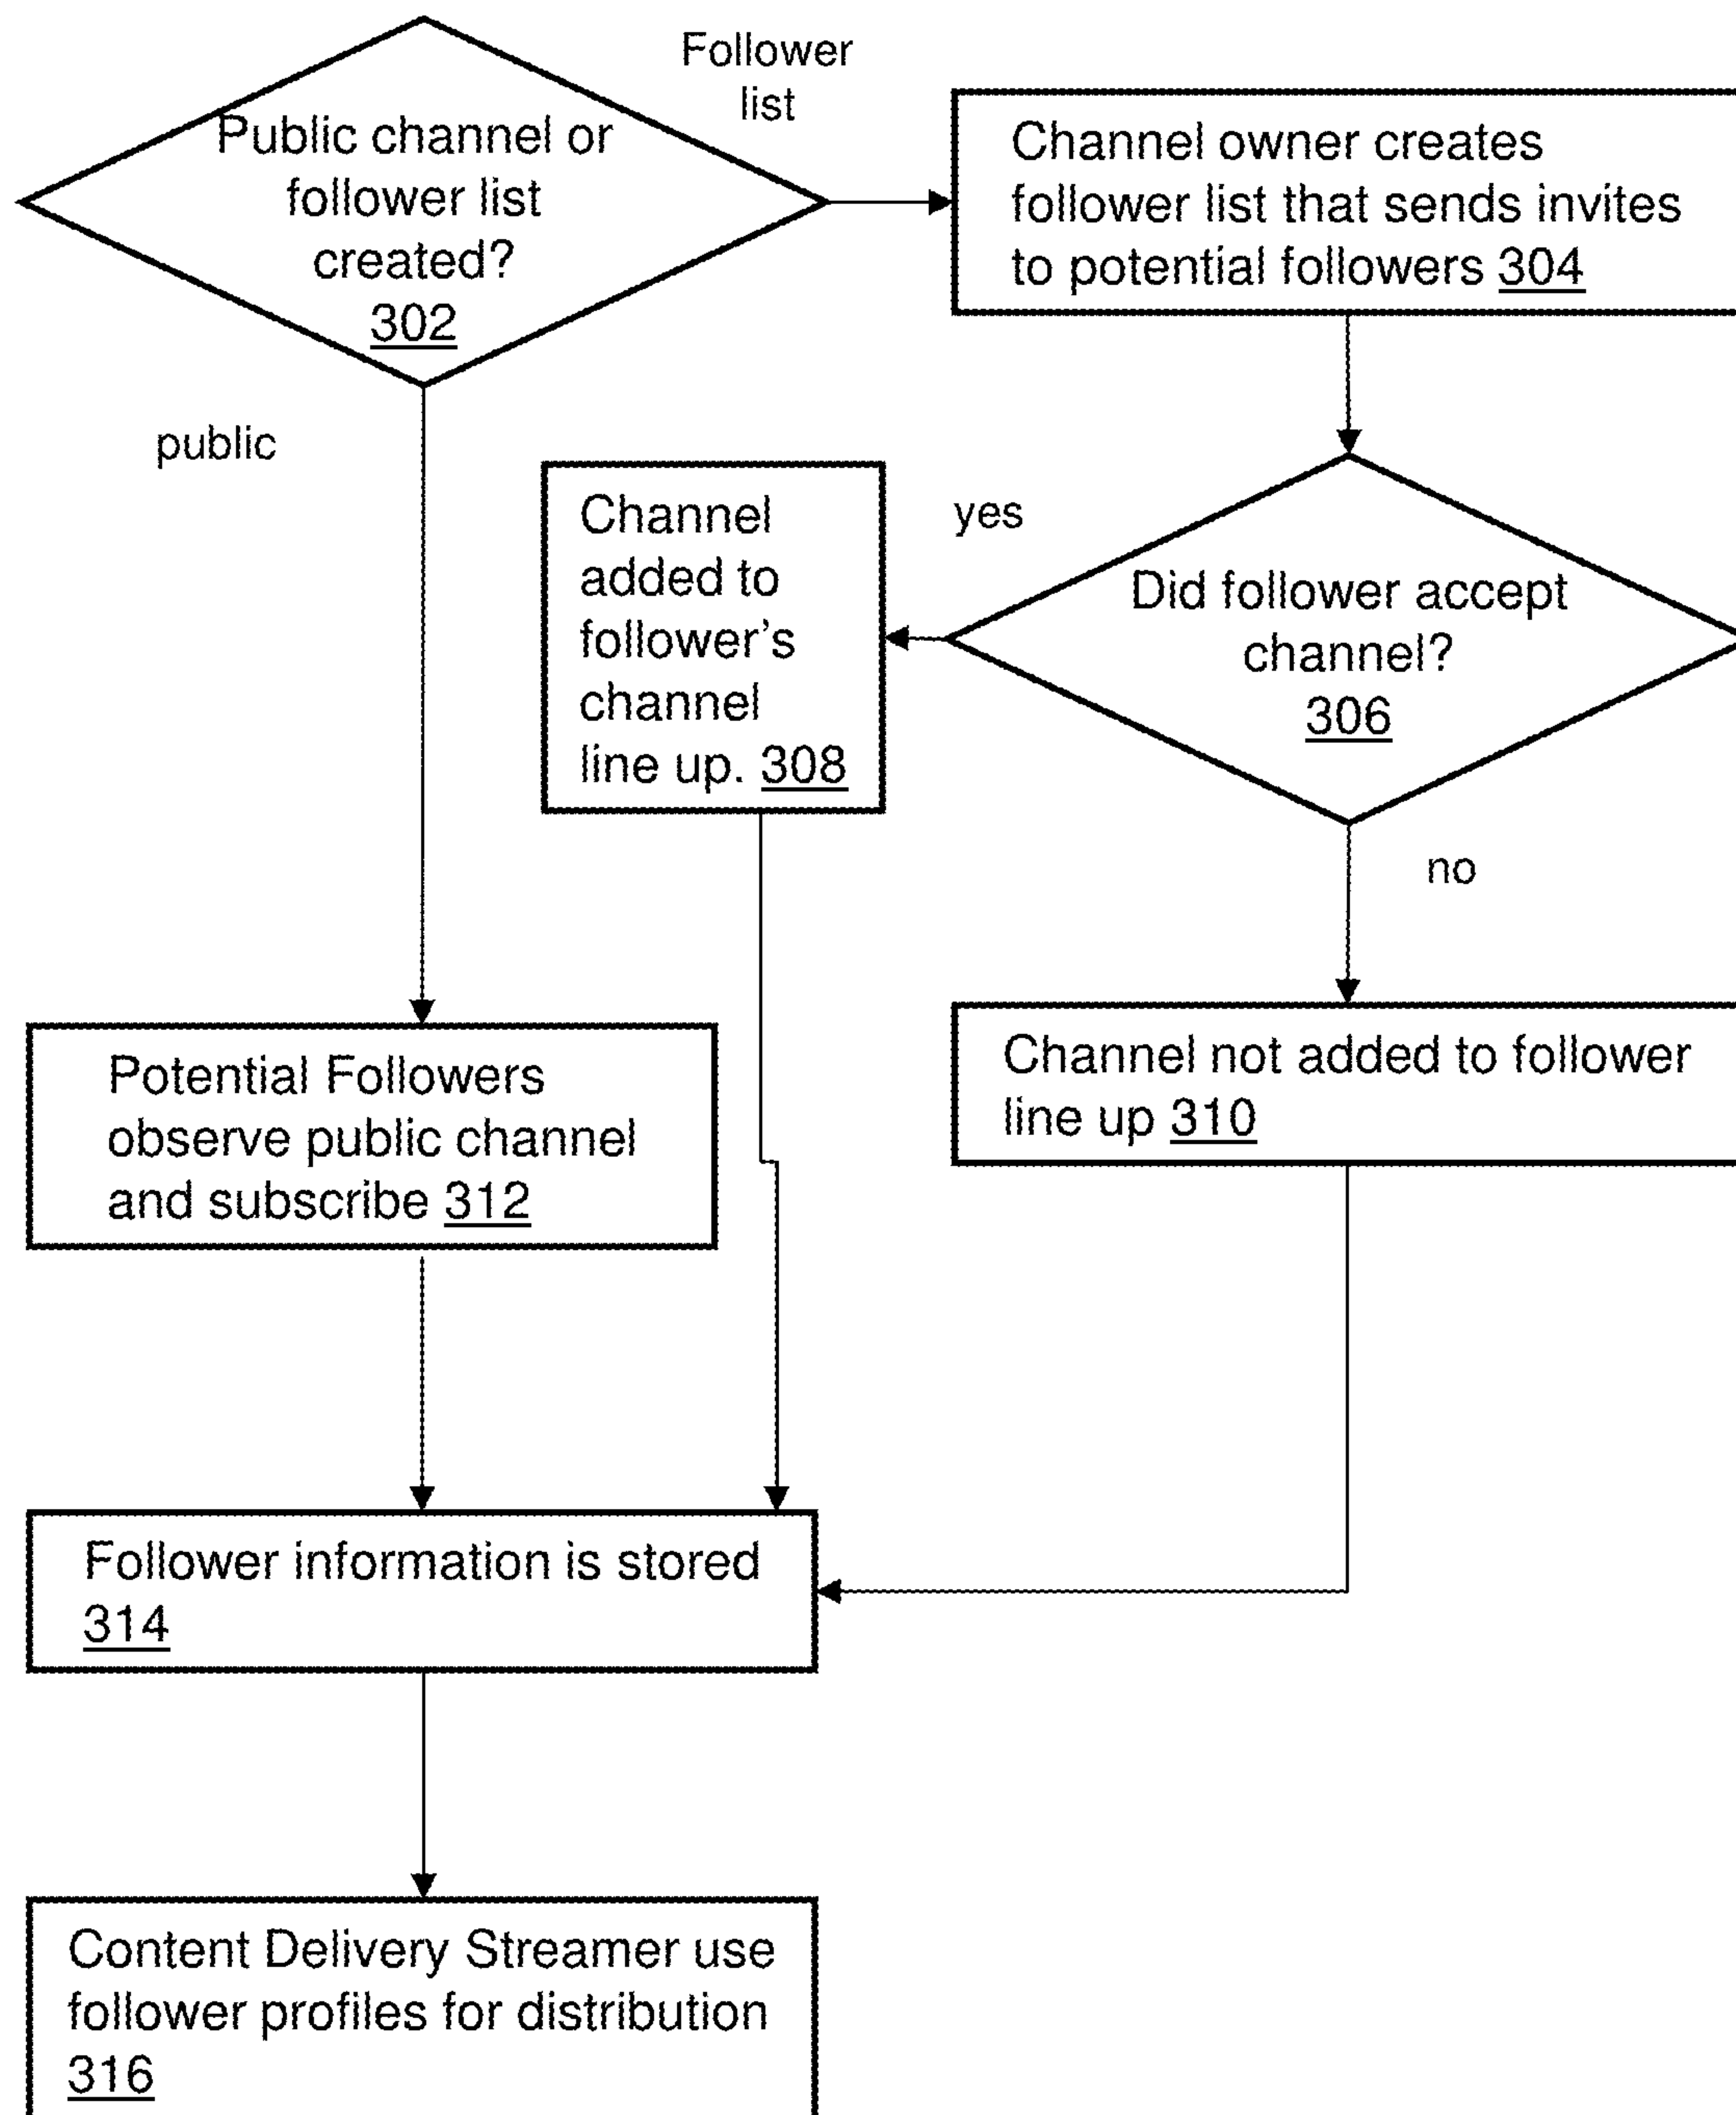 Public channel or
follower list
created?
302
Follower
list
Channel owner creates
follower list that sends invites
to potential followers 304
public
Channel
added to
follower's
channel
line up. 308
yes
Did follower accept
channel?
306
no
Potential Followers
observe public channel
and subscribe 312
Channel not added to follower
line up 310
Follower information is stored
314
Content Delivery Streamer use
follower profiles for distribution
316